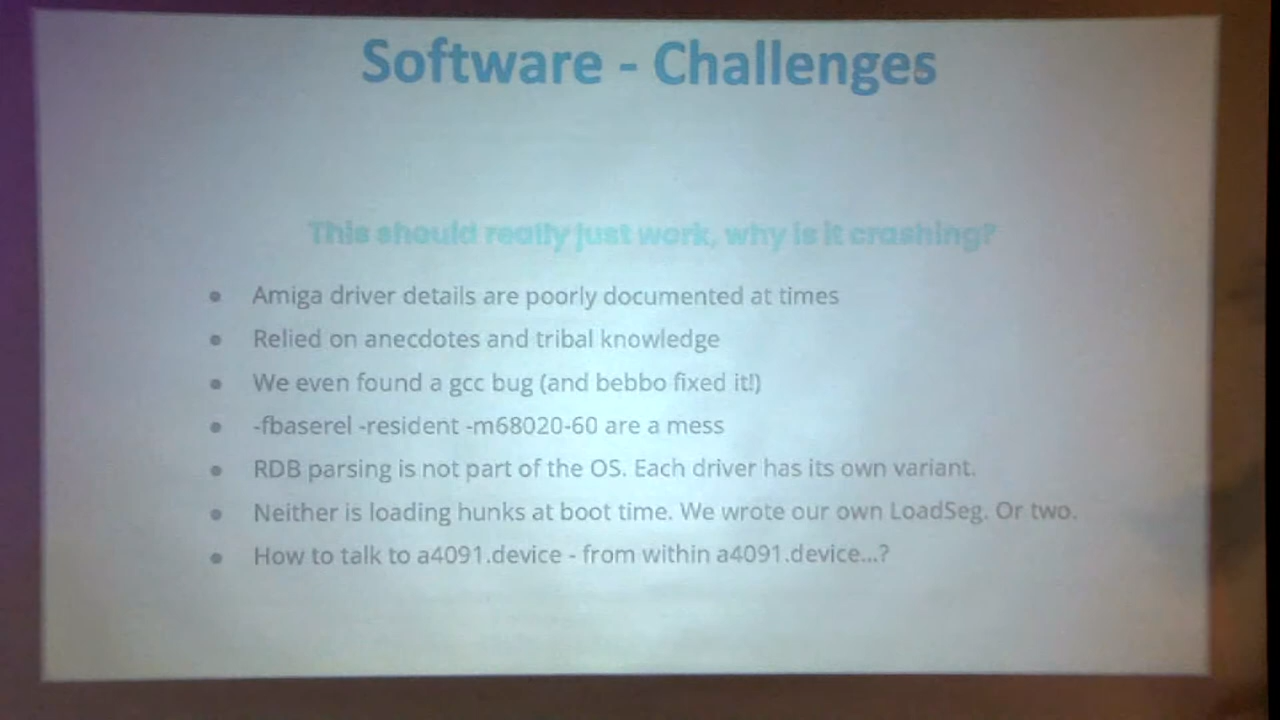 Software - Challenges
This should really just work, why is it crashing?
● Amiga driver details are poorly documented at times
● Relied on anecdotes and tribal knowledge
● We even found a gcc bug (and bebbo fixed it!)
● -fbaserel -resident -m68020-60 are a mess
● RDB parsing is not part of the OS. Each driver has its own variant.
● Neither is loading hunks at boot time. We wrote our own LoadSeg. Or two.
● How to talk to a4091.device - from within a4091.device...?